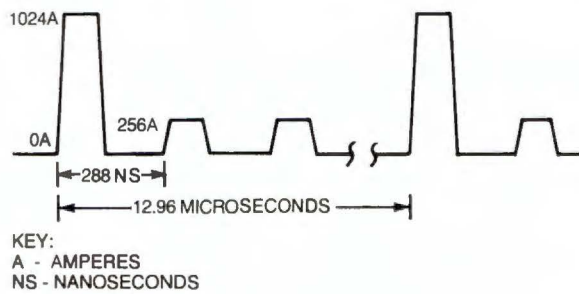 1024A
256A
0A
288 NS
12.96 MICROSECONDS
KEY:
A - AMPERES
NS - NANOSECONDS